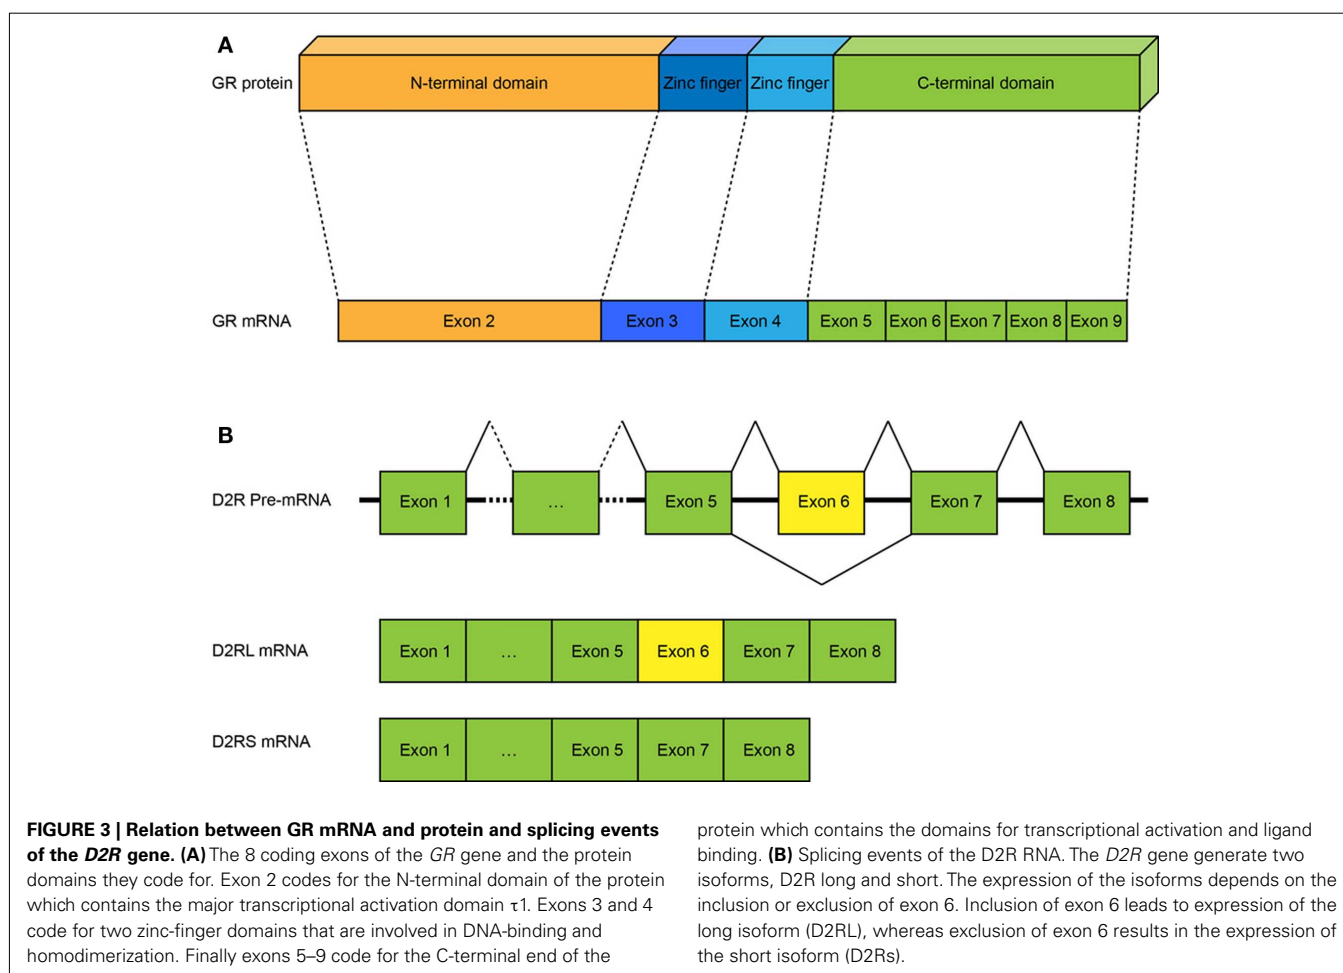 A
GR protein
N-terminal domain
Zinc finger
Zinc finger
C-terminal domain
GR mRNA
Exon 2
Exon 3
Exon 4
Exon 5
Exon 6
Exon 7
Exon 8
Exon 9
B
D2R Pre-mRNA
Exon 1
...
Exon 5
Exon 6
Exon 7
Exon 8
D2RL mRNA
Exon 1
...
Exon 5
Exon 6
Exon 7
Exon 8
D2RS mRNA
Exon 1
...
Exon 5
Exon 7
Exon 8
FIGURE 3 | Relation between GR mRNA and protein and splicing events
of the D2R gene. (A) The 8 coding exons of the GR gene and the protein
domains they code for. Exon 2 codes for the N-terminal domain of the protein
which contains the major transcriptional activation domain τ1. Exons 3 and 4
code for two zinc-finger domains that are involved in DNA-binding and
homodimerization. Finally exons 5–9 code for the C-terminal end of the
protein which contains the domains for transcriptional activation and ligand
binding. (B) Splicing events of the D2R RNA. The D2R gene generate two
isoforms, D2R long and short. The expression of the isoforms depends on the
inclusion or exclusion of exon 6. Inclusion of exon 6 leads to expression of the
long isoform (D2RL), whereas exclusion of exon 6 results in the expression of
the short isoform (D2Rs).